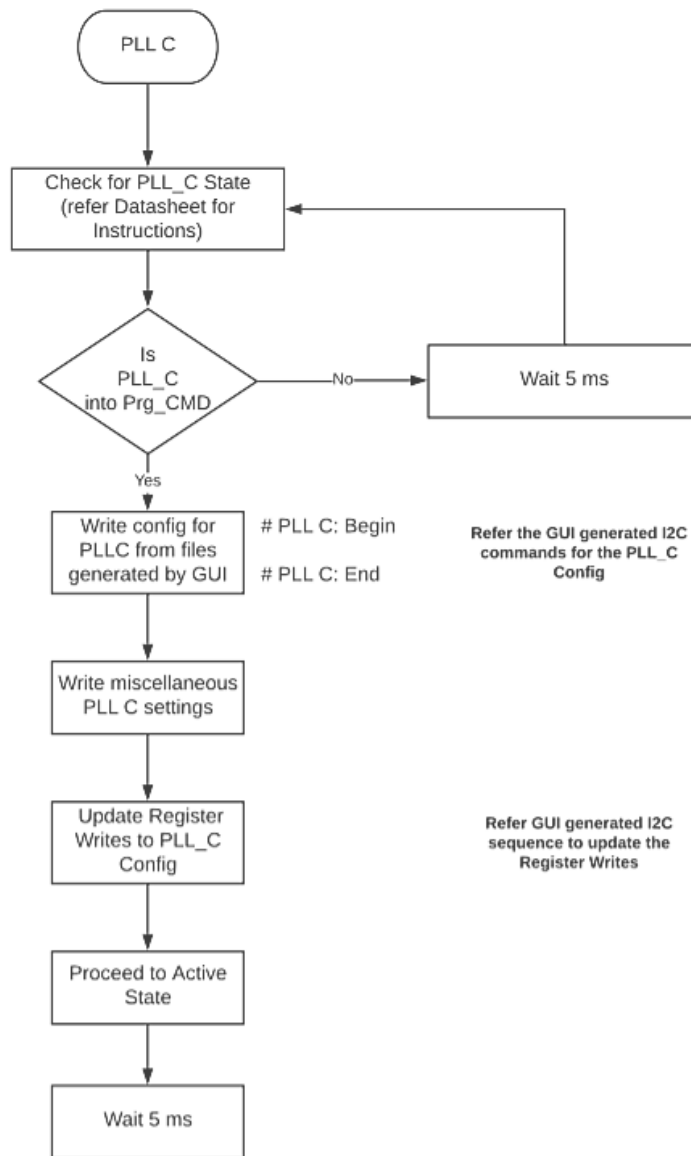 PLL C
Check for PLL_C State
(refer Datasheet for
Instructions)
Is
PLL_C
into Prg_CMD
No
Wait 5 ms
Yes
Write config for
PLLC from files
generated by GUI
# PLL C: Begin
# PLL C: End
Refer the GUI generated I2C
commands for the PLL_C
Config
Write miscellaneous
PLL C settings
Update Register
Writes to PLL_C
Config
Refer GUI generated I2C
sequence to update the
Register Writes
Proceed to Active
State
Wait 5 ms